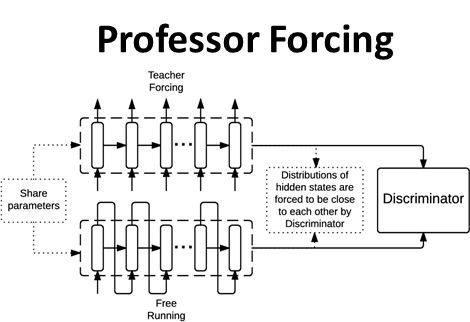 Professor Forcing
Teacher
Forcing
Share
parameters
Distributions of
hidden states are
forced to be close
to each other by
Discriminator
Discriminator
Free
Running